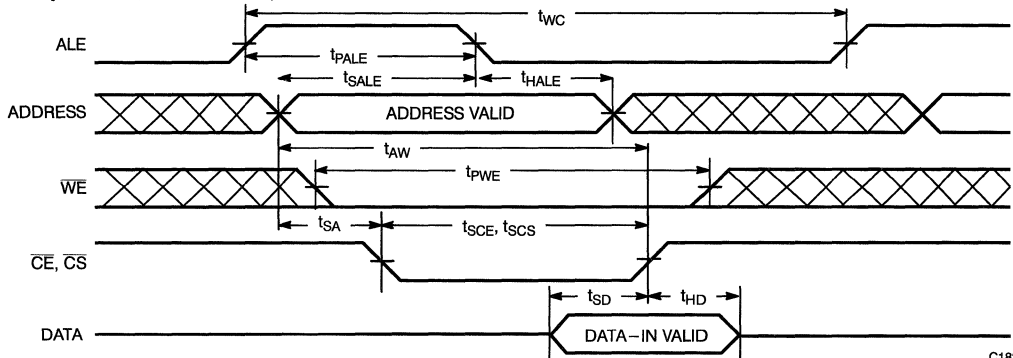 tWC
ALE
tPALE
tSALE
tHALE
ADDRESS
ADDRESS VALID
tAW
tPWE
WE
tSA
tSCE, tSCS
CE, CS
tSD
tHD
DATA
DATA–IN VALID